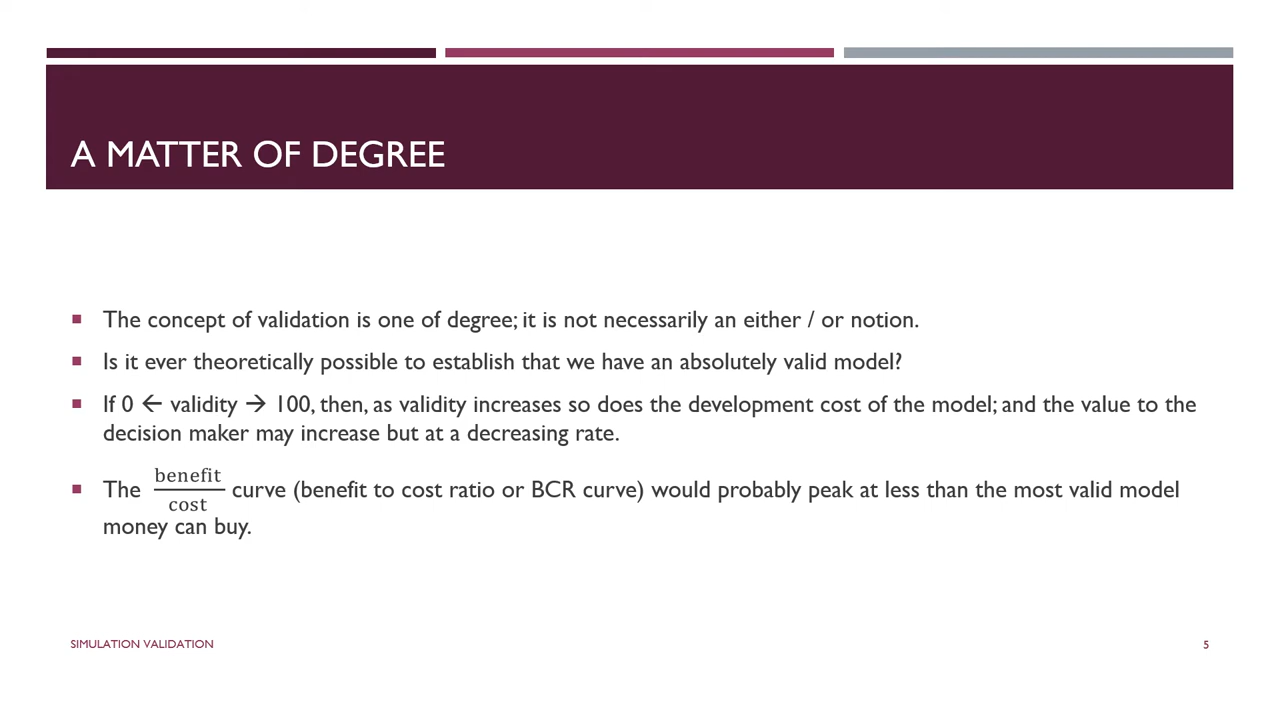 A MATTER OF DEGREE
▪ The concept of validation is one of degree; it is not necessarily an either / or notion.
▪ Is it ever theoretically possible to establish that we have an absolutely valid model?
▪ If 0 ← validity → 100, then, as validity increases so does the development cost of the model; and the value to the
decision maker may increase but at a decreasing rate.
▪ The benefit/cost curve (benefit to cost ratio or BCR curve) would probably peak at less than the most valid model
money can buy.
SIMULATION VALIDATION
5